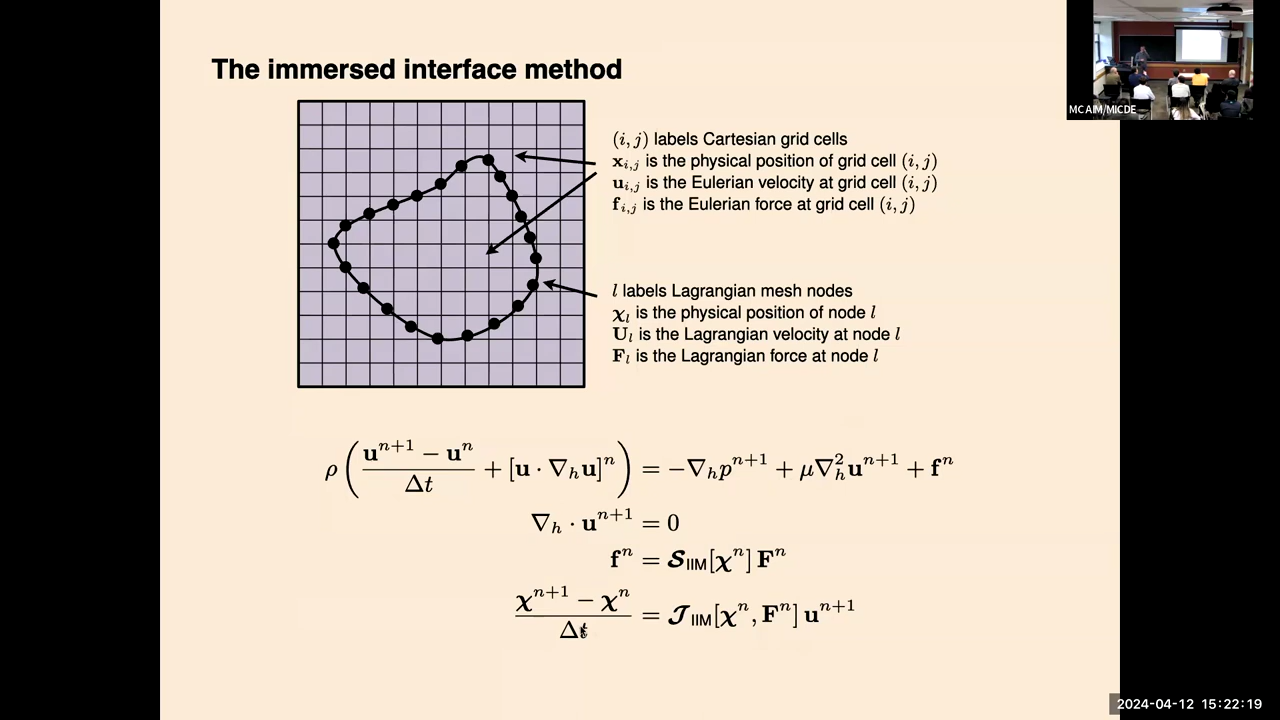 The immersed interface method
MCAIM/MICDE
(i, j) labels Cartesian grid cells
x_{i,j} is the physical position of grid cell (i, j)
u_{i,j} is the Eulerian velocity at grid cell (i, j)
f_{i,j} is the Eulerian force at grid cell (i, j)
l labels Lagrangian mesh nodes
χ_l is the physical position of node l
U_l is the Lagrangian velocity at node l
F_l is the Lagrangian force at node l
ρ ( (u^{n+1} − u^n) / Δt + [u · ∇_h u]^n ) = −∇_h p^{n+1} + μ∇_h^2 u^{n+1} + f^n
∇_h · u^{n+1} = 0
f^n = 𝓢_{IIM}[χ^n] F^n
(χ^{n+1} − χ^n) / Δt = 𝓙_{IIM}[χ^n, F^n] u^{n+1}
2024-04-12 15:22:19